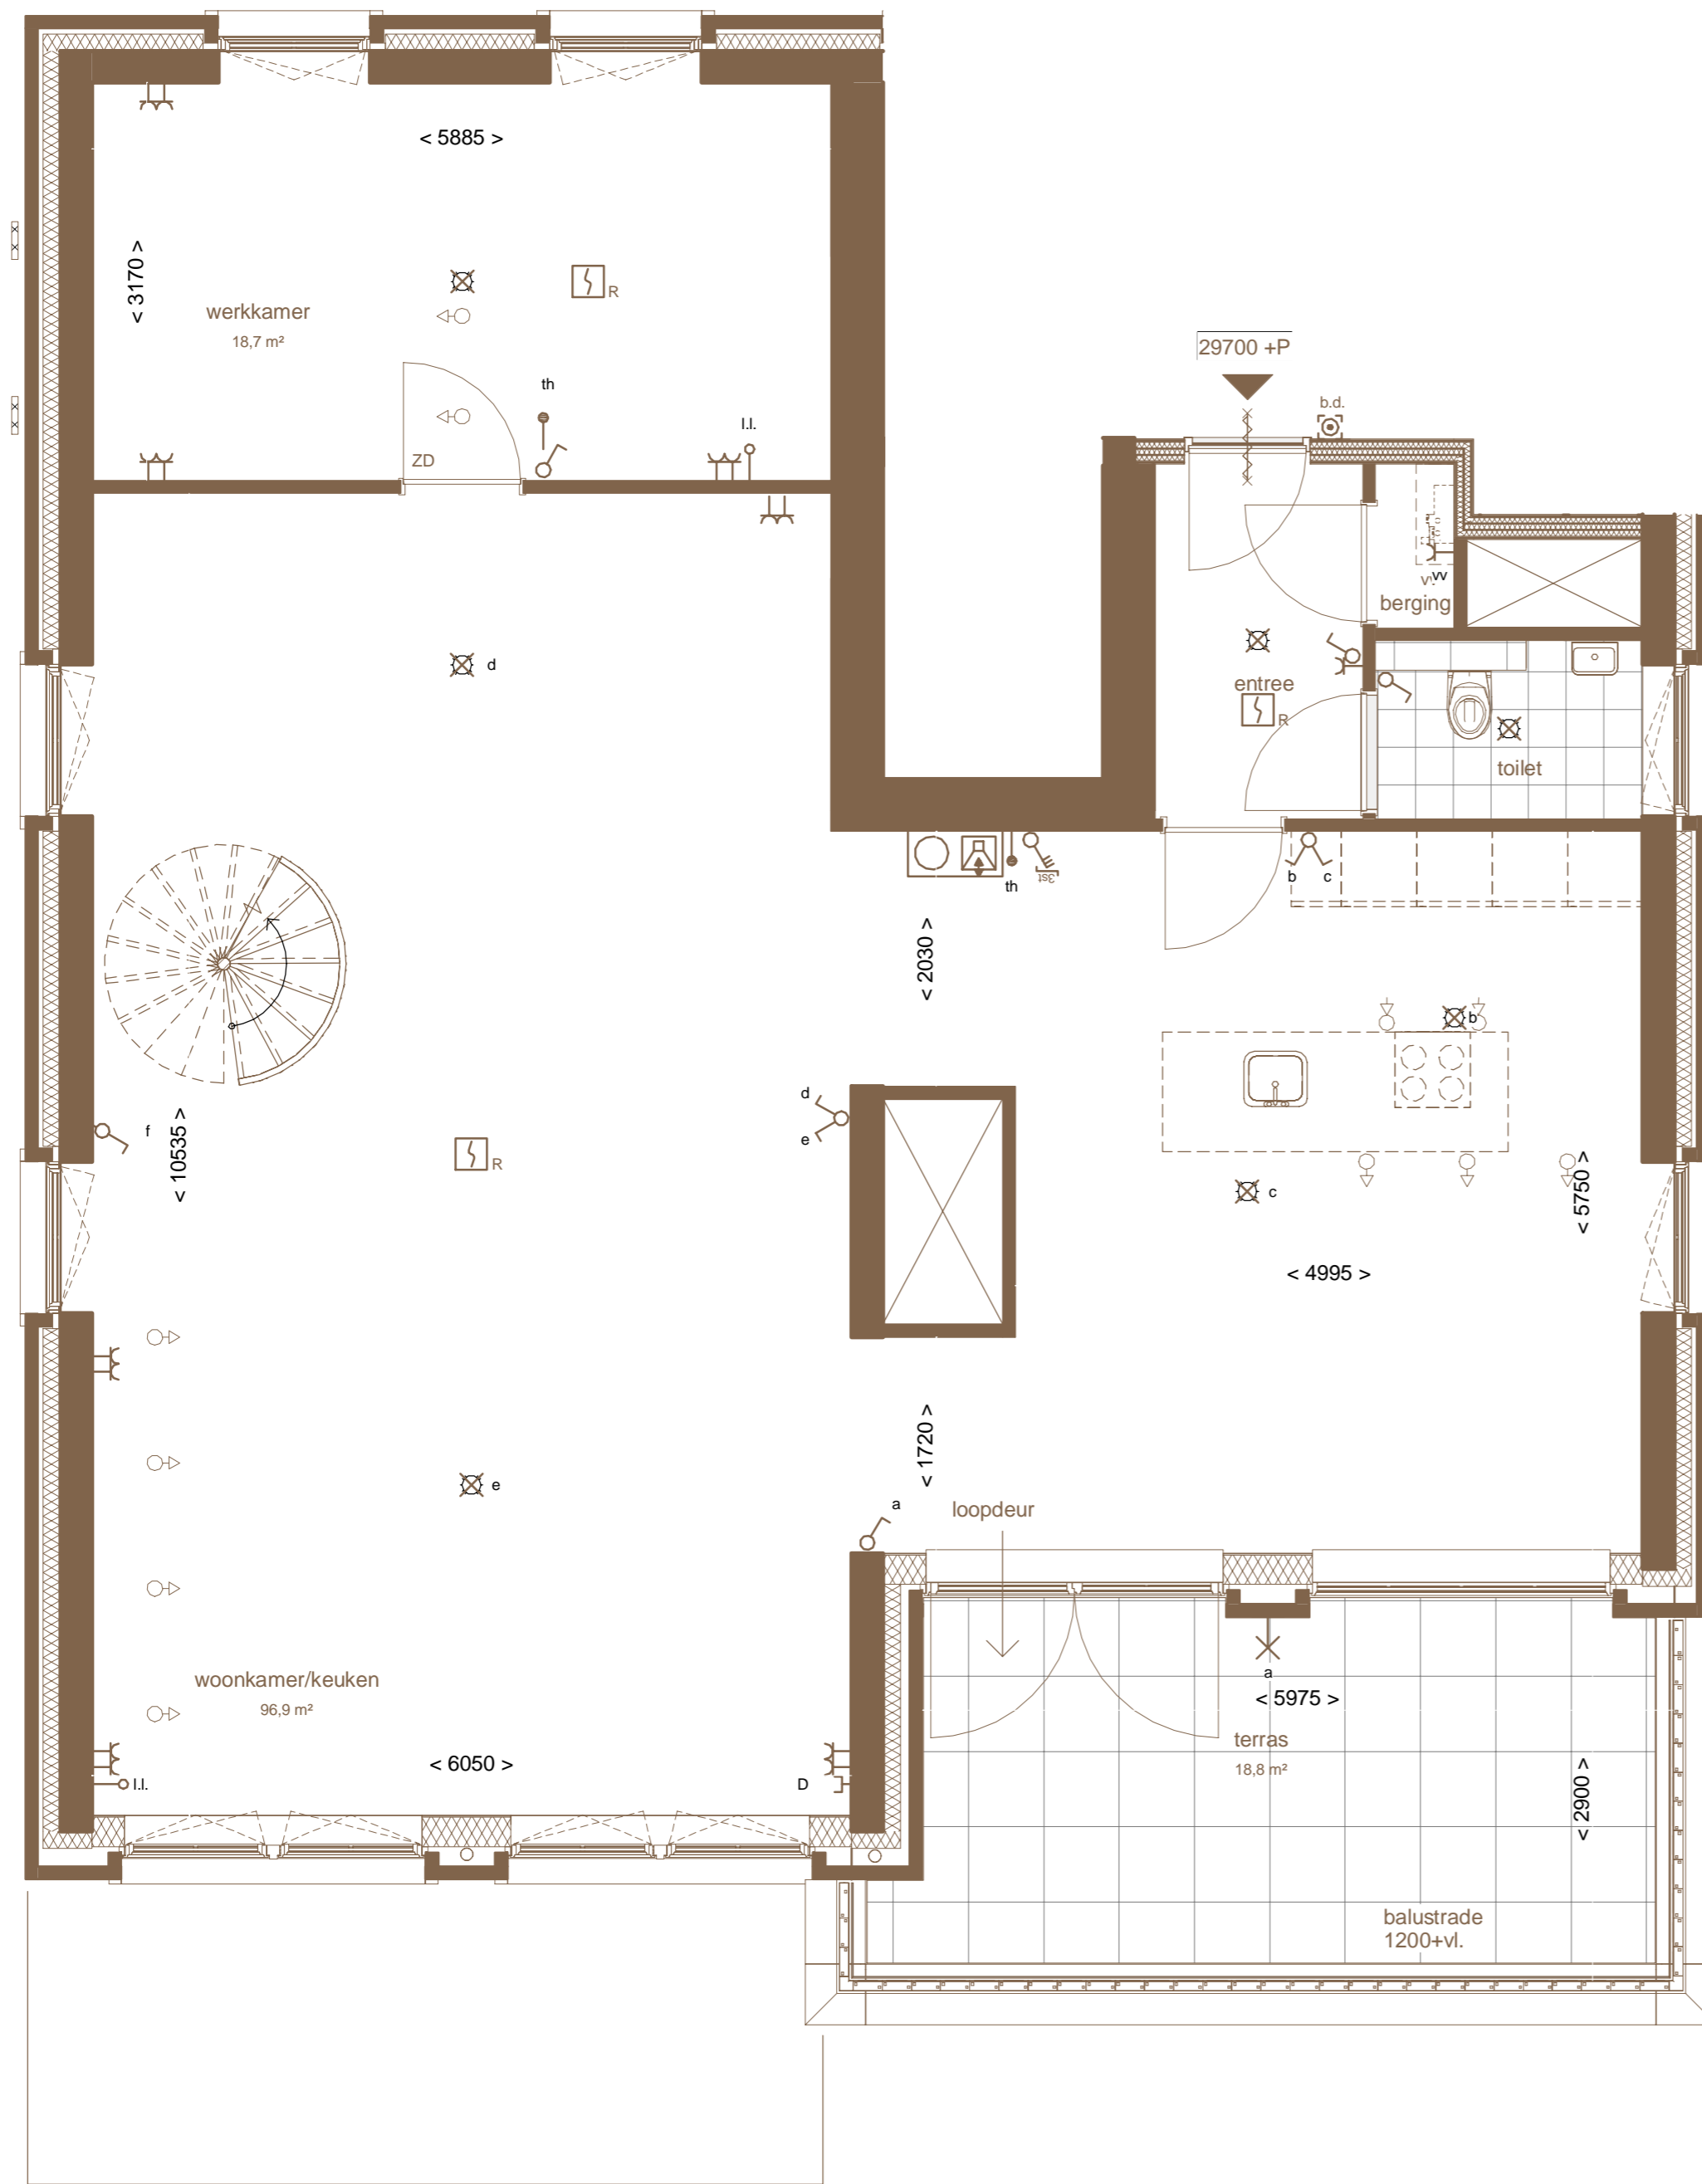 < 5885 >
< 3170 >
R
werkkamer
18,7 m²
29700 +P
th
b.d.
l.l.
ZD
vv
berging
d
entree
R
toilet
th
3st
b
c
< 2030 >
b
d
e
f
< 10535 >
R
< 5750 >
c
< 4995 >
< 1720 >
e
a
loopdeur
woonkamer/keuken
96,9 m²
a
< 5975 >
terras
18,8 m²
< 6050 >
l.l.
D
< 2900 >
balustrade
1200+vl.